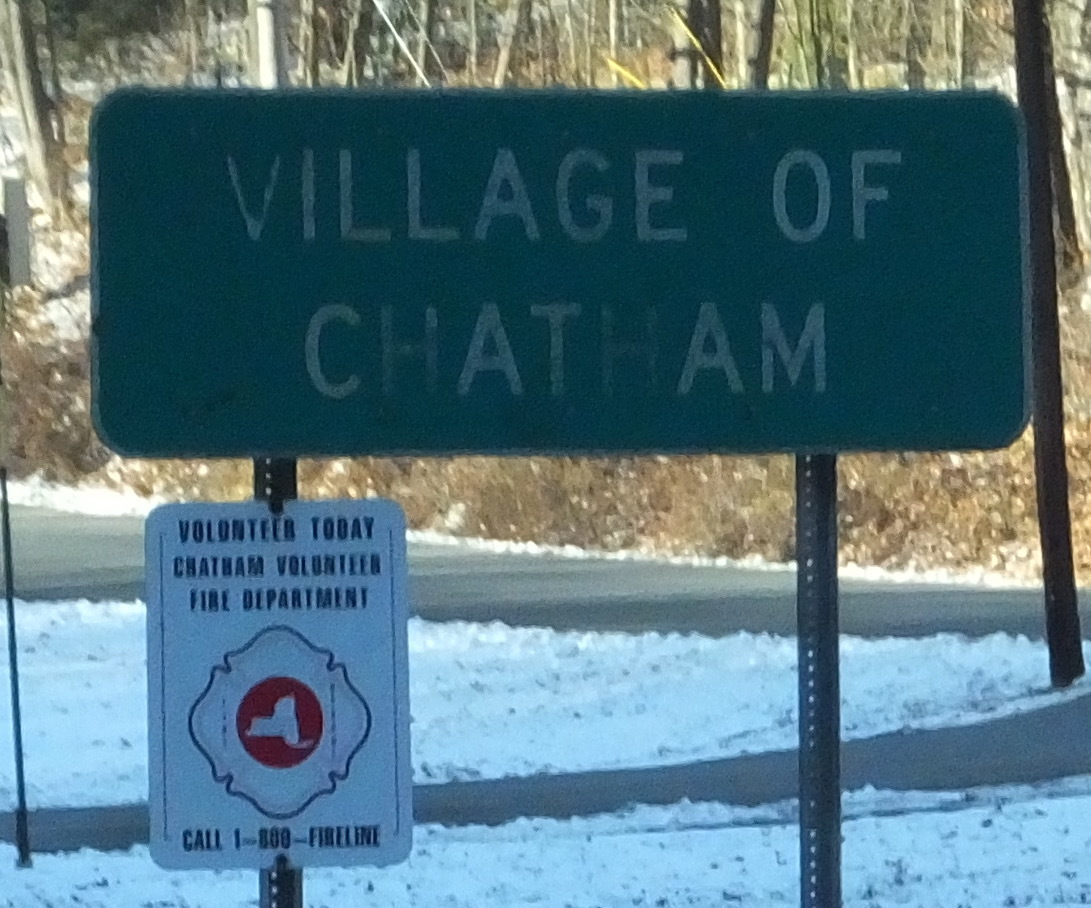 VILLAGE OF
CHATHAM
VOLUNTEER TODAY
CHATHAM VOLUNTEER
FIRE DEPARTMENT
CALL 1-800-FIRELINE